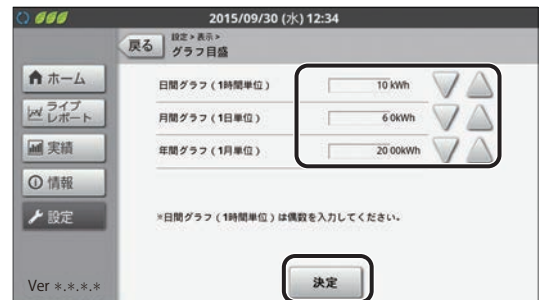 2015/09/30 (水) 12:34
戻る
設定 > 表示 >
グラフ目盛
ホーム
ライブ
レポート
実績
情報
設定
Ver *.*.*.*
日間グラフ(1時間単位)
10 kWh
月間グラフ(1日単位)
6 0kWh
年間グラフ(1月単位)
20 00kWh
※日間グラフ(1時間単位)は偶数を入力してください。
決定